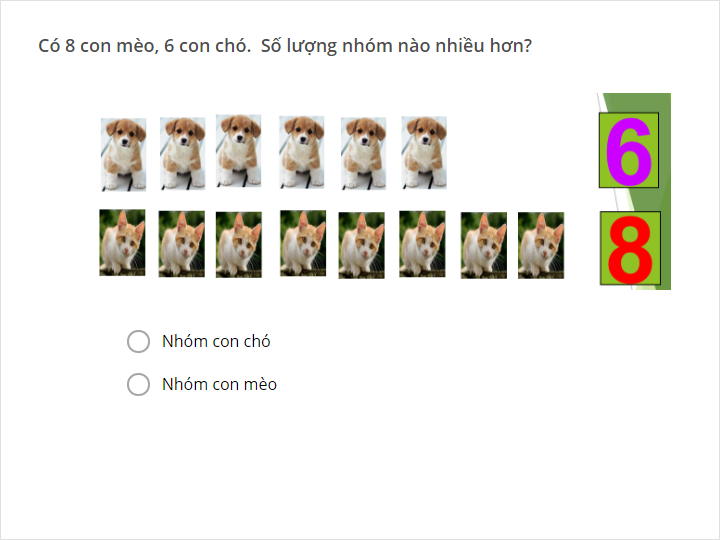 Có 8 con mèo, 6 con chó.  Số lượng nhóm nào nhiều hơn?
6
8
Nhóm con chó
Nhóm con mèo